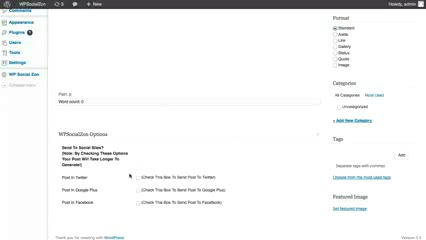 WPSocialZon 3 + New Howdy, admin
Comments
Appearance
Plugins
Users
Tools
Settings
WP Social Zon
Collapse menu
Path: p
Word count: 0
WPSocialZon Options
Send To Social Sites?
(Note: By Checking These Options
Your Post Will Take Longer To
Generate!)
Post In Twitter (Check This Box To Send Post To Twitter)
Post In Google Plus (Check This Box To Send Post To Google Plus)
Post In Facebook (Check This Box To Send Post To FaceBook)
Thank you for creating with WordPress.
Format
Standard
Aside
Link
Gallery
Status
Quote
Image
Categories
All Categories Most Used
Uncategorized
+ Add New Category
Tags
Add
Separate tags with commas
Choose from the most used tags
Featured Image
Set featured image